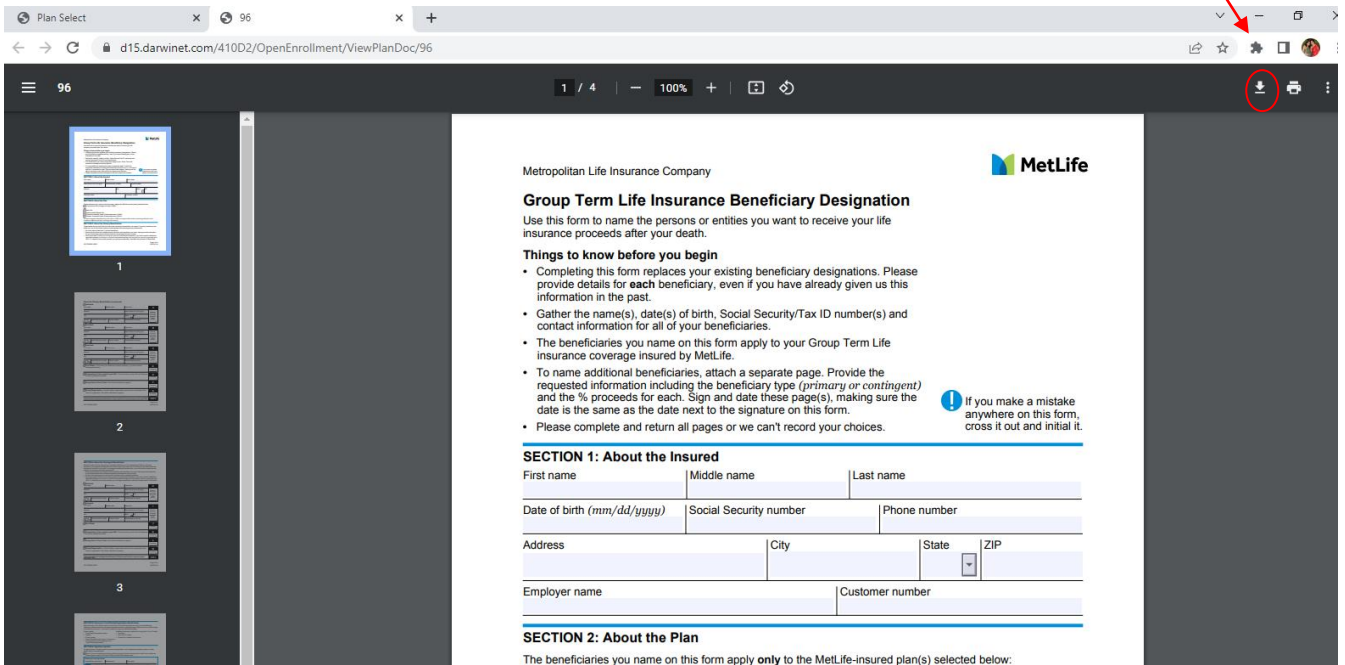 Plan Select
96
d15.darwinet.com/410D2/OpenEnrollment/ViewPlanDoc/96
96
1 / 4
100%
1
2
3
MetLife
Metropolitan Life Insurance Company
Group Term Life Insurance Beneficiary Designation
Use this form to name the persons or entities you want to receive your life
insurance proceeds after your death.
Things to know before you begin
• Completing this form replaces your existing beneficiary designations. Please
provide details for each beneficiary, even if you have already given us this
information in the past.
• Gather the name(s), date(s) of birth, Social Security/Tax ID number(s) and
contact information for all of your beneficiaries.
• The beneficiaries you name on this form apply to your Group Term Life
insurance coverage insured by MetLife.
• To name additional beneficiaries, attach a separate page. Provide the
requested information including the beneficiary type (primary or contingent)
and the % proceeds for each. Sign and date these page(s), making sure the
date is the same as the date next to the signature on this form.
• Please complete and return all pages or we can't record your choices.
If you make a mistake
anywhere on this form,
cross it out and initial it.
SECTION 1: About the Insured
First name Middle name Last name
Date of birth (mm/dd/yyyy) Social Security number Phone number
Address City State ZIP
Employer name Customer number
SECTION 2: About the Plan
The beneficiaries you name on this form apply only to the MetLife-insured plan(s) selected below: